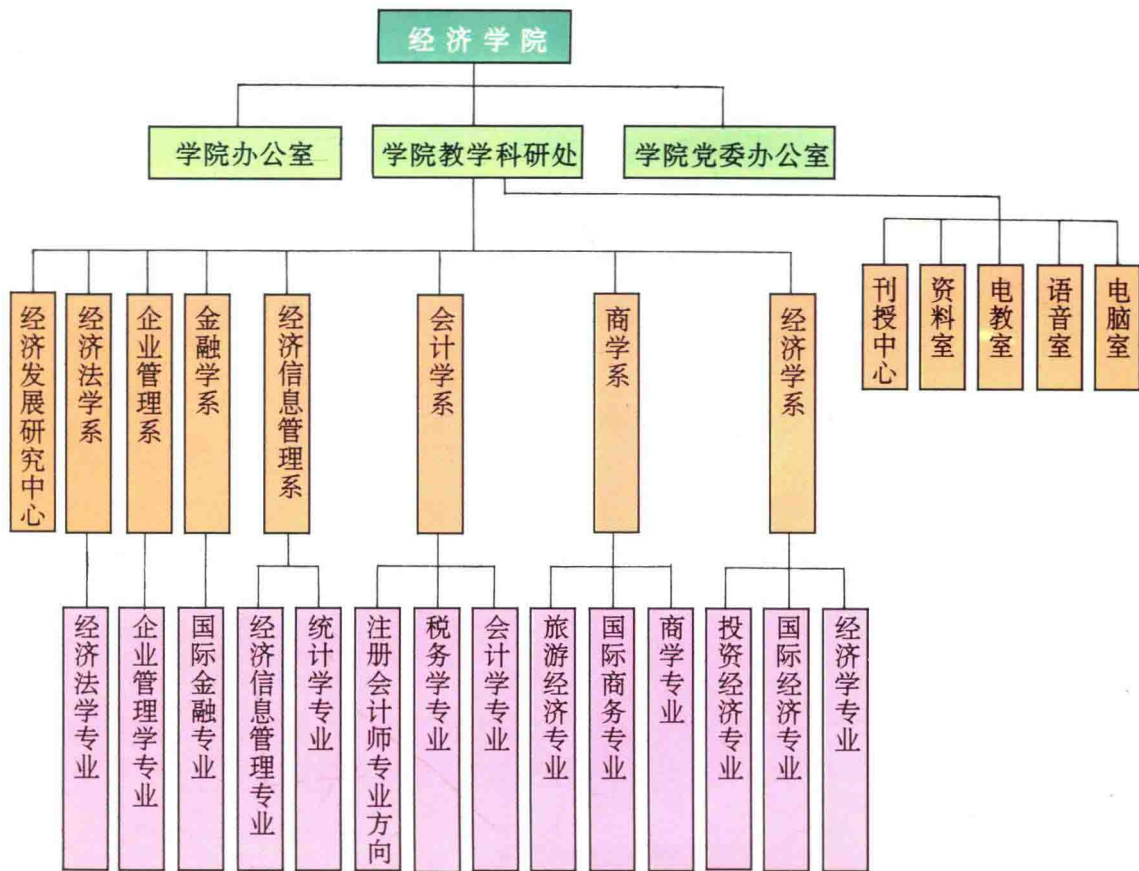 经济学院
学院办公室
学院教学科研处
学院党委办公室
刊授中心
资料室
电教室
语音室
电脑室
经济发展研究中心
经济法学系
企业管理系
金融学系
经济信息管理系
会计学系
商学系
经济学系
经济法学专业
企业管理学专业
国际金融专业
经济信息管理专业
统计学专业
注册会计师专业方向
税务学专业
会计学专业
旅游经济专业
国际商务专业
商学专业
投资经济专业
国际经济专业
经济学专业